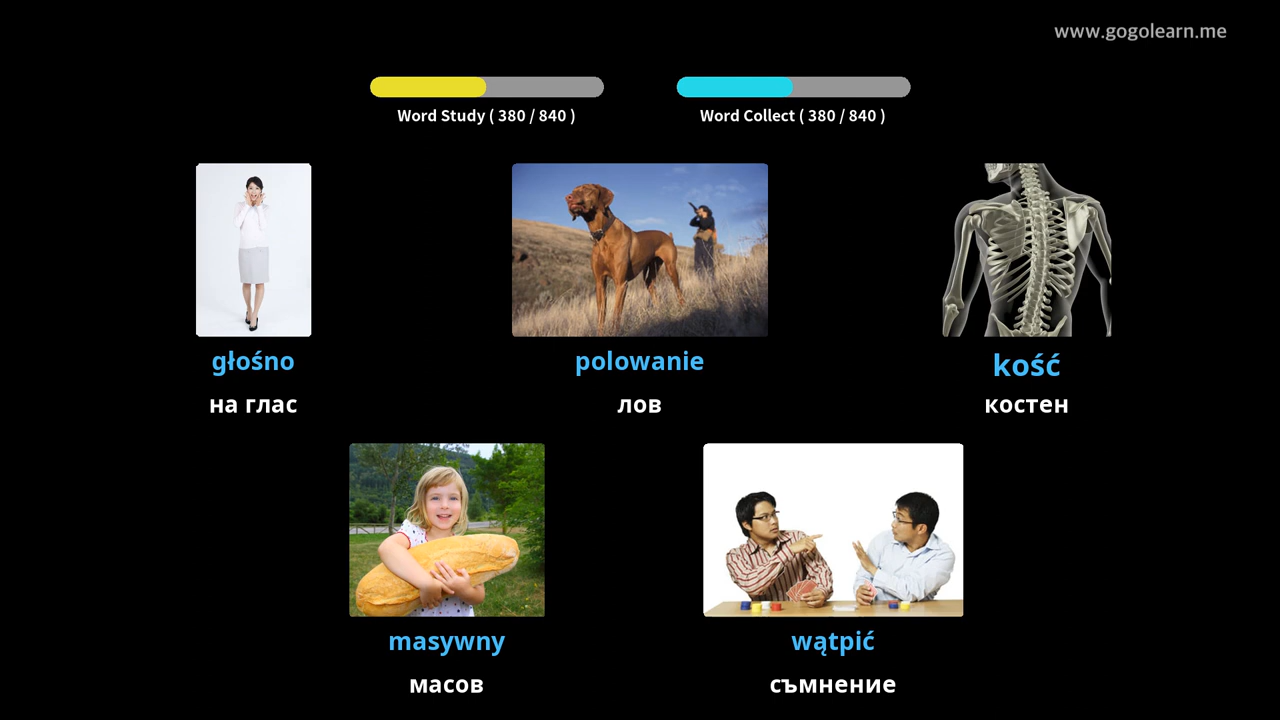 www.gogolearn.me
Word Study ( 380 / 840 )
Word Collect ( 380 / 840 )
głośno
polowanie
kość
на глас
лов
костен
masywny
wątpić
масов
съмнение